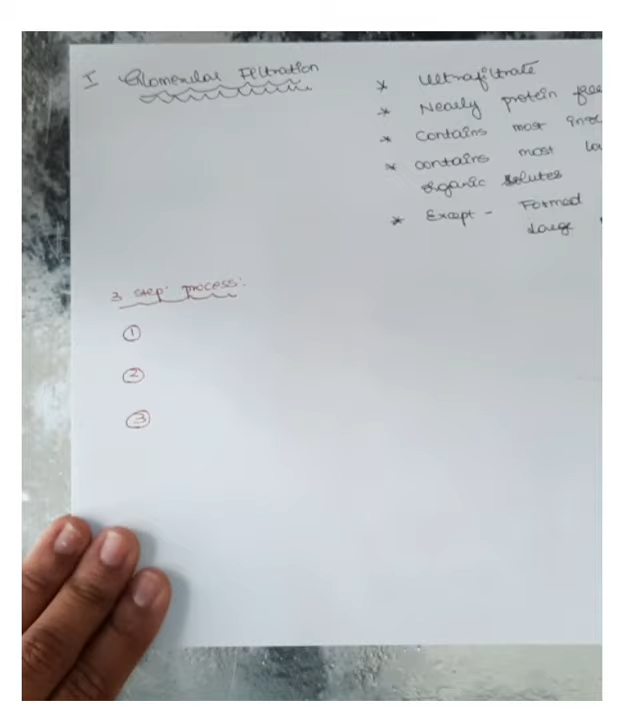 I Glomerular Filtration
* Ultrafiltrate
* Nearly protein free
* Contains most
* contains most
organic solutes
* Except - Formed
Large
3 step process:
①
②
③